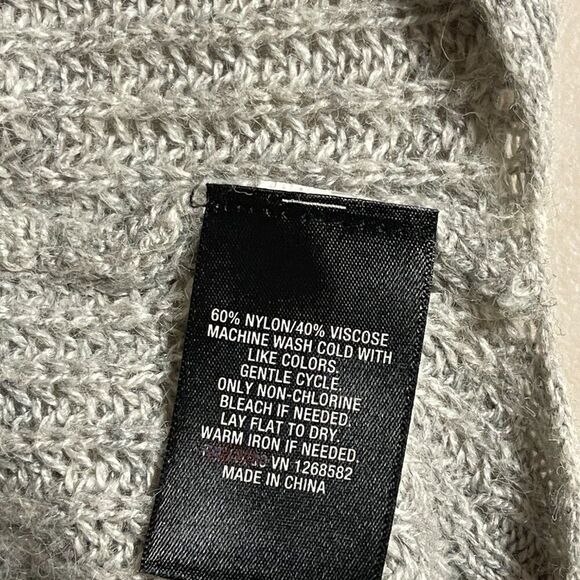 60% NYLON/40% VISCOSE
MACHINE WASH COLD WITH
LIKE COLORS.
GENTLE CYCLE.
ONLY NON-CHLORINE
BLEACH IF NEEDED.
LAY FLAT TO DRY.
WARM IRON IF NEEDED.
VN 1268582
MADE IN CHINA